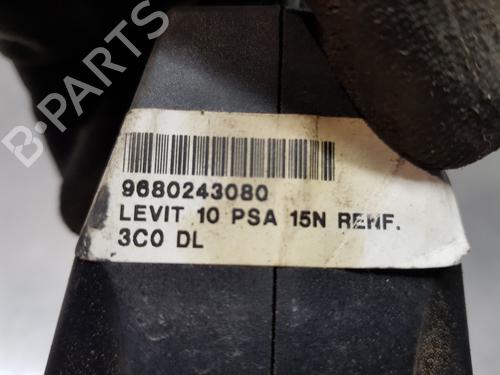 B-PARTS
9680243080
LEVIT 10 PSA 15N RENF.
3C0 DL